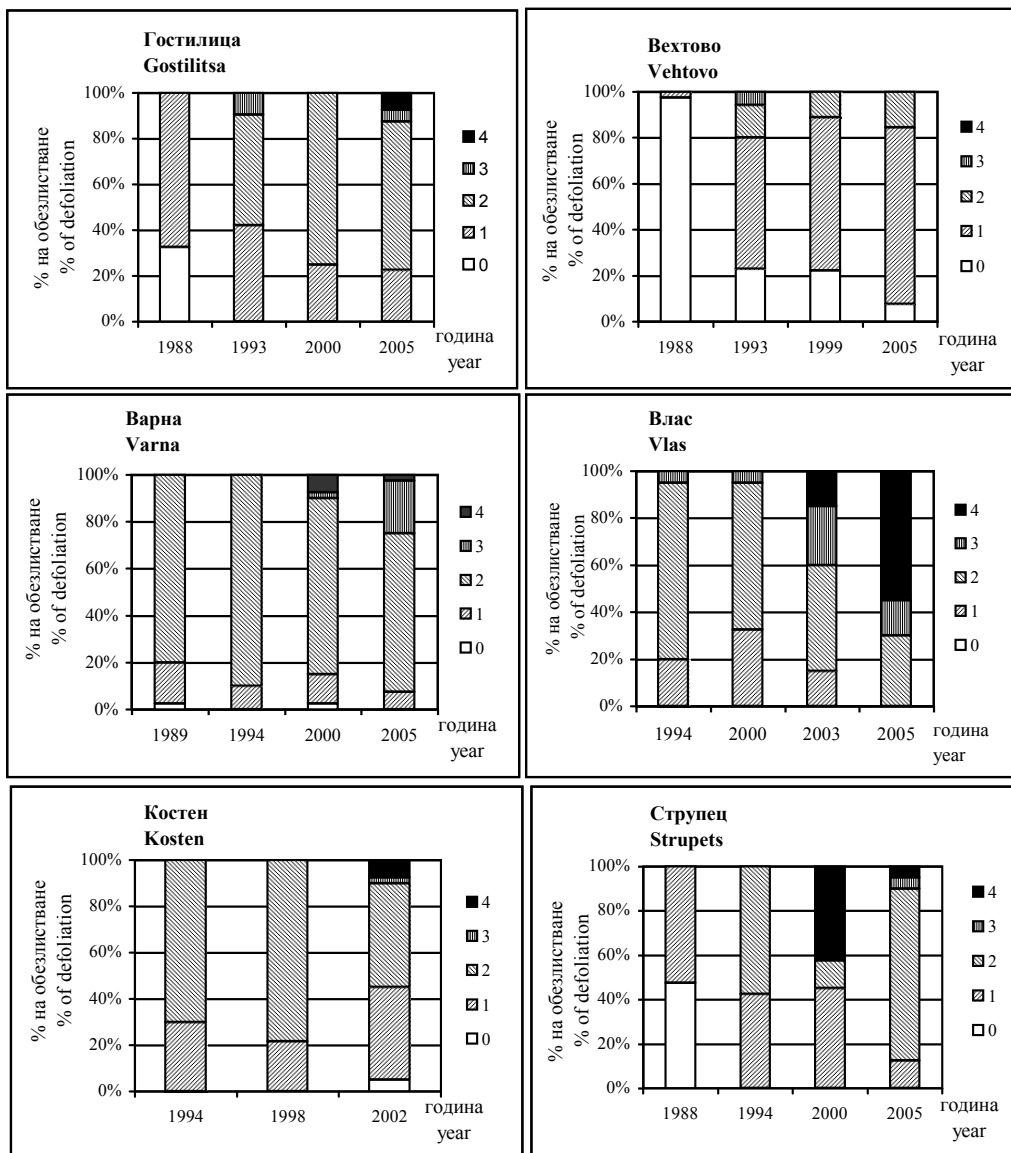 Гостилица
Gostilitsa
% на обезлистване
% of defoliation
100%
80%
60%
40%
20%
0%
1988 1993 2000 2005
година
year
4
3
2
1
0
Вехтово
Vehtovo
% на обезлистване
% of defoliation
100%
80%
60%
40%
20%
0%
1988 1993 1999 2005
година
year
4
3
2
1
0
Варна
Varna
% на обезлистване
% of defoliation
100%
80%
60%
40%
20%
0%
1989 1994 2000 2005
година
year
4
3
2
1
0
Влас
Vlas
% на обезлистване
% of defoliation
100%
80%
60%
40%
20%
0%
1994 2000 2003 2005
година
year
4
3
2
1
0
Костен
Kosten
% на обезлистване
% of defoliation
100%
80%
60%
40%
20%
0%
1994 1998 2002
година
year
4
3
2
1
0
Струпец
Strupets
% на обезлистване
% of defoliation
100%
80%
60%
40%
20%
0%
1988 1994 2000 2005
година
year
4
3
2
1
0